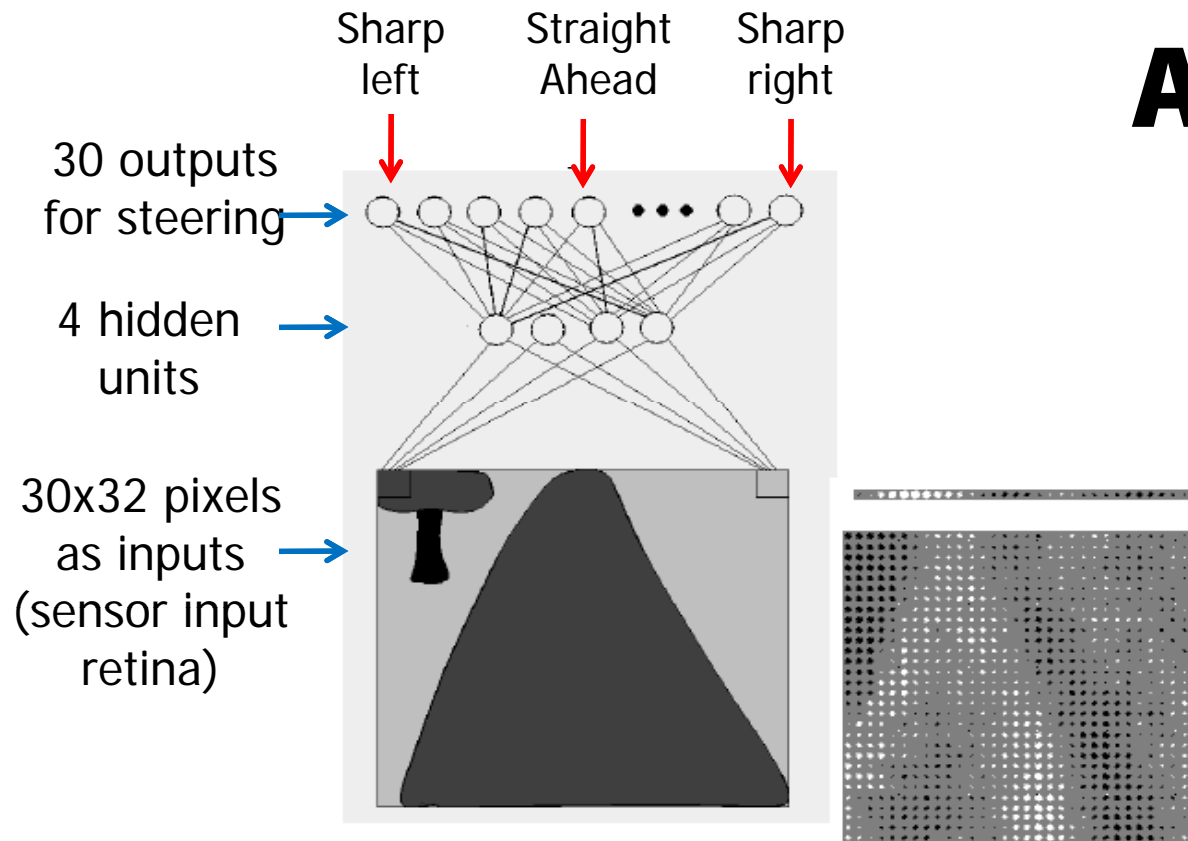 Sharp left
Straight Ahead
Sharp right
A
30 outputs
for steering
4 hidden
units
30x32 pixels
as inputs
(sensor input
retina)